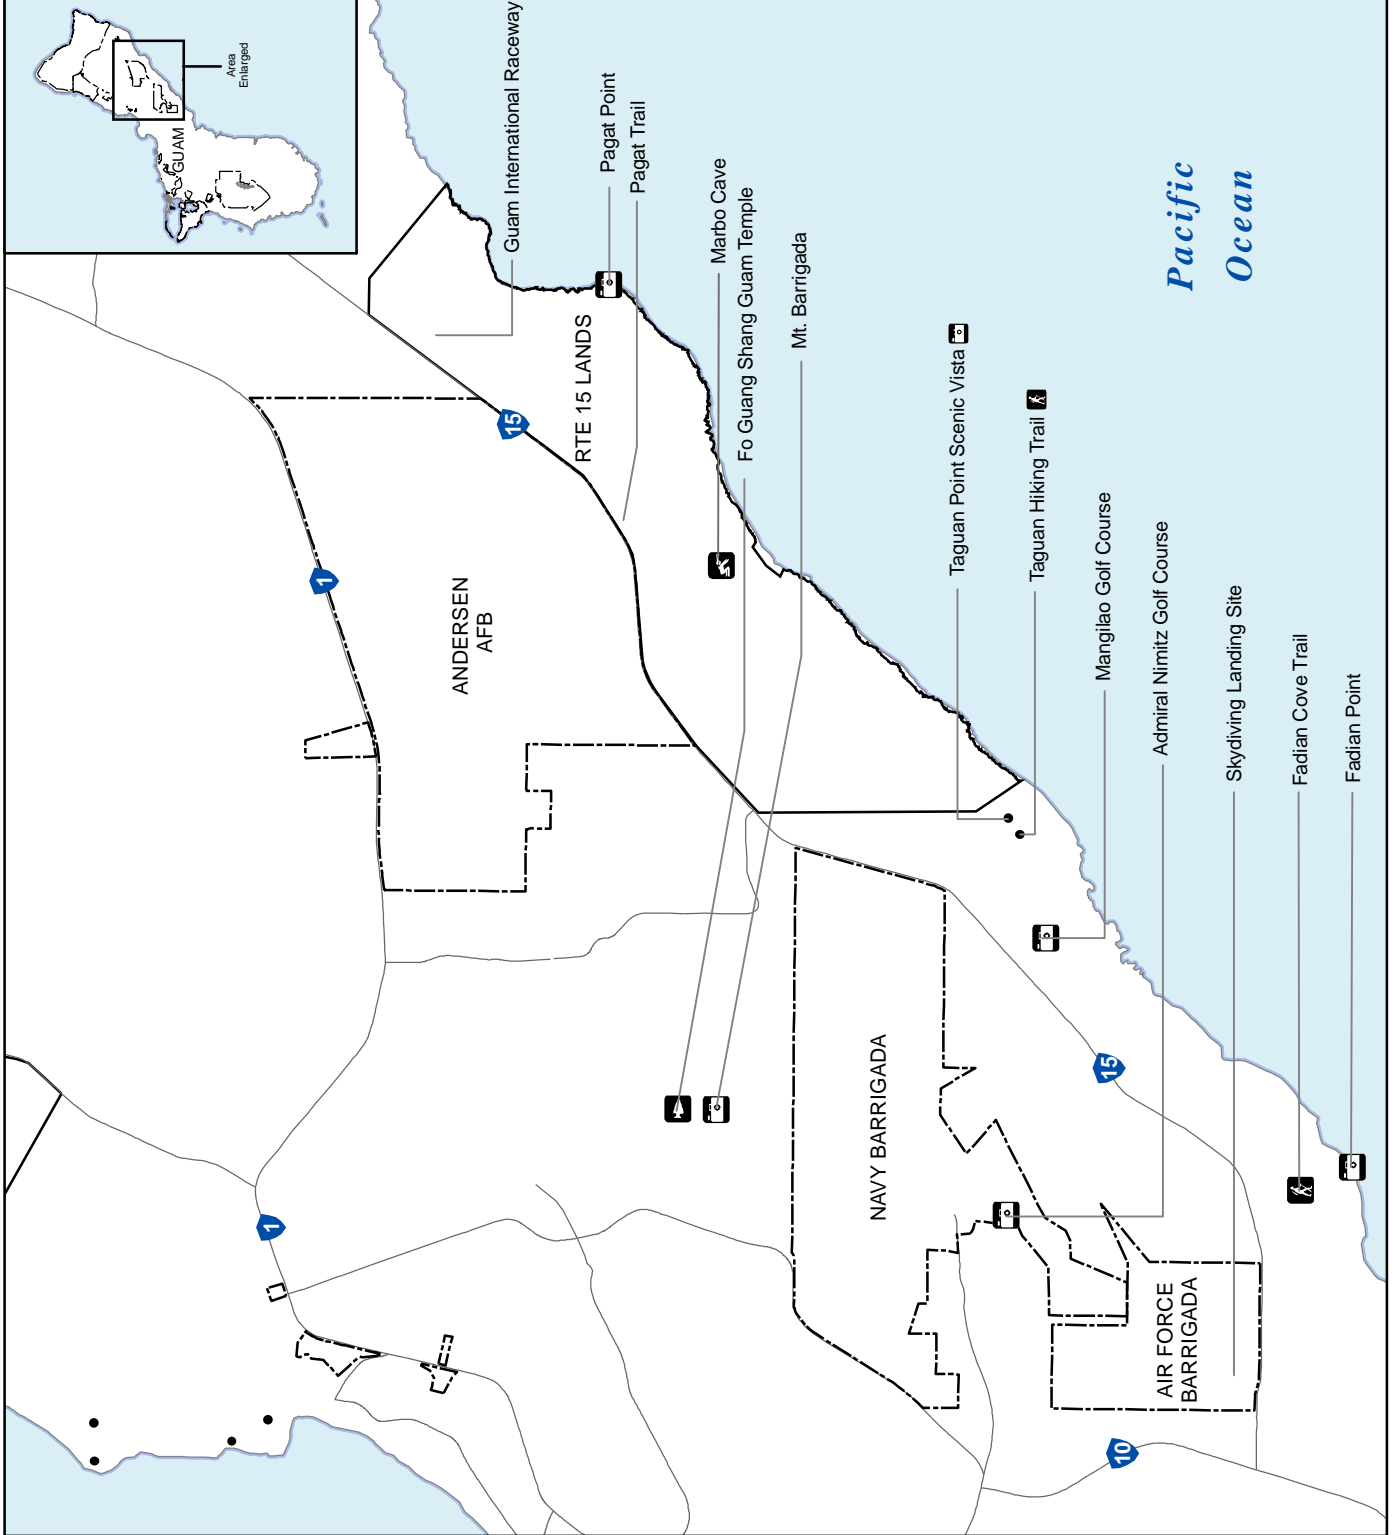 GUAM
Area
Enlarged
Guam International Raceway
Pagat Point
Pagat Trail
Marbo Cave
Fo Guang Shang Guam Temple
Mt. Barrigada
Taguan Point Scenic Vista
Taguan Hiking Trail
Mangilao Golf Course
Admiral Nimitz Golf Course
Skydiving Landing Site
Fadian Cove Trail
Fadian Point
Pacific
Ocean
RTE 15 LANDS
15
1
ANDERSEN
AFB
NAVY BARRIGADA
15
1
AIR FORCE
BARRIGADA
10